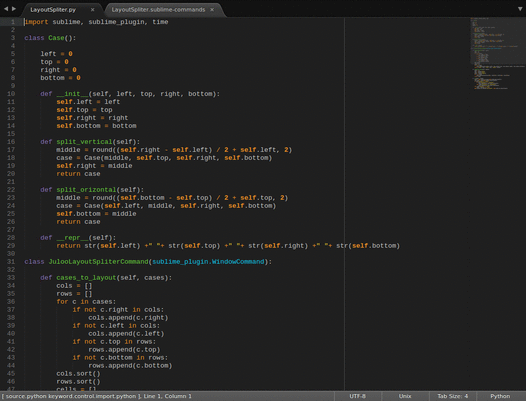 LayoutSpliter.py × LayoutSpliter.sublime-commands ×
1 import sublime, sublime_plugin, time
2
3 class Case():
4
5     left = 0
6     top = 0
7     right = 0
8     bottom = 0
9
10     def __init__(self, left, top, right, bottom):
11         self.left = left
12         self.top = top
13         self.right = right
14         self.bottom = bottom
15
16     def split_vertical(self):
17         middle = round((self.right - self.left) / 2 + self.left, 2)
18         case = Case(middle, self.top, self.right, self.bottom)
19         self.right = middle
20         return case
21
22     def split_orizontal(self):
23         middle = round((self.bottom - self.top) / 2 + self.top, 2)
24         case = Case(self.left, middle, self.right, self.bottom)
25         self.bottom = middle
26         return case
27
28     def __repr__(self):
29         return str(self.left) +" "+ str(self.top) +" "+ str(self.right) +" "+ str(self.bottom)
30
31 class JulooLayoutSpliterCommand(sublime_plugin.WindowCommand):
32
33     def cases_to_layout(self, cases):
34         cols = []
35         rows = []
36         for c in cases:
37             if not c.right in cols:
38                 cols.append(c.right)
39             if not c.left in cols:
40                 cols.append(c.left)
41             if not c.top in rows:
42                 rows.append(c.top)
43             if not c.bottom in rows:
44                 rows.append(c.bottom)
45         cols.sort()
46         rows.sort()
47         cells = []
[ source.python keyword.control.import.python ], Line 1, Column 1 UTF-8 Unix Tab Size: 4 Python